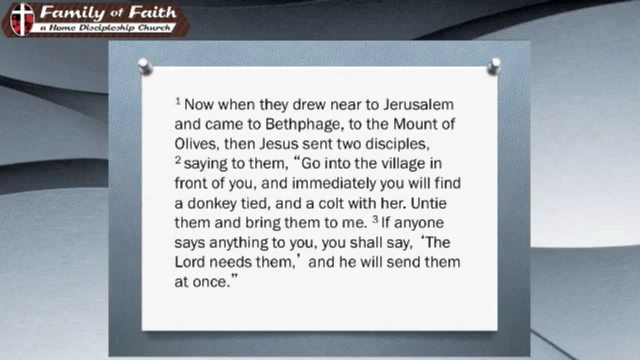 Family of Faith
a Home Discipleship Church
¹ Now when they drew near to Jerusalem
and came to Bethphage, to the Mount of
Olives, then Jesus sent two disciples,
² saying to them, “Go into the village in
front of you, and immediately you will find
a donkey tied, and a colt with her. Untie
them and bring them to me. ³ If anyone
says anything to you, you shall say, ‘The
Lord needs them,’ and he will send them
at once.”